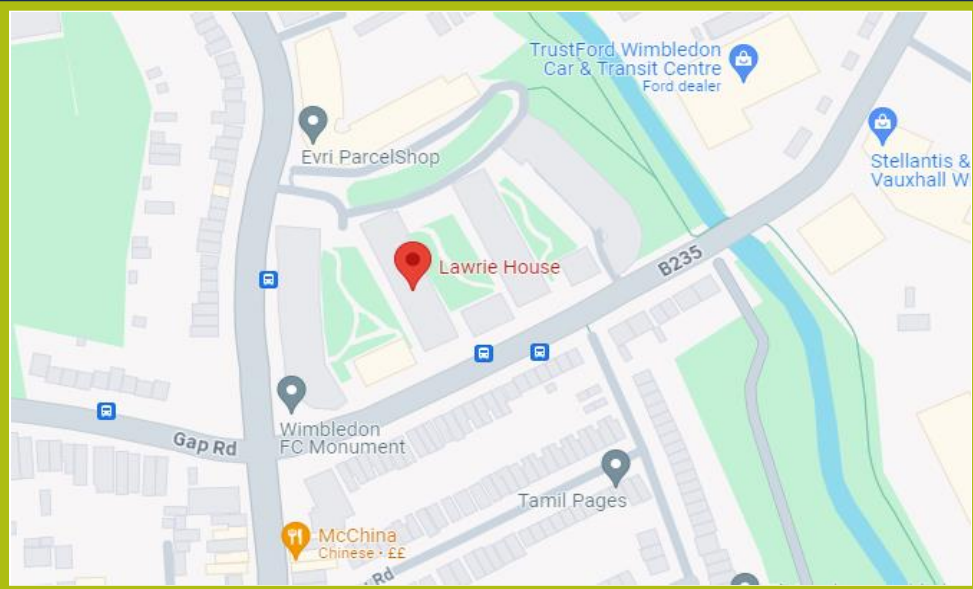 TrustFord Wimbledon
Car & Transit Centre
Ford dealer
Evri ParcelShop
Stellantis &
Vauxhall W
Lawrie House
B235
Wimbledon
FC Monument
Gap Rd
Tamil Pages
McChina
Chinese · ££
Rd